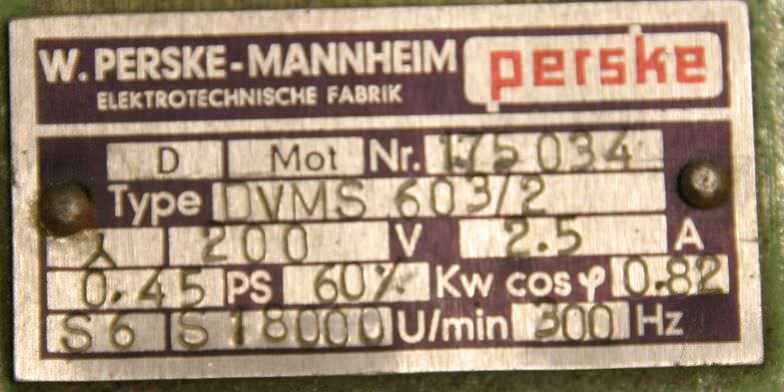 W. PERSKE-MANNHEIM perske
ELEKTROTECHNISCHE FABRIK
D Mot Nr. 175034
Type DVMS 603/2
λ 200 V 2.5 A
0.45 PS 60% Kw cos φ 0.82
S6 S 18000 U/min 300 Hz